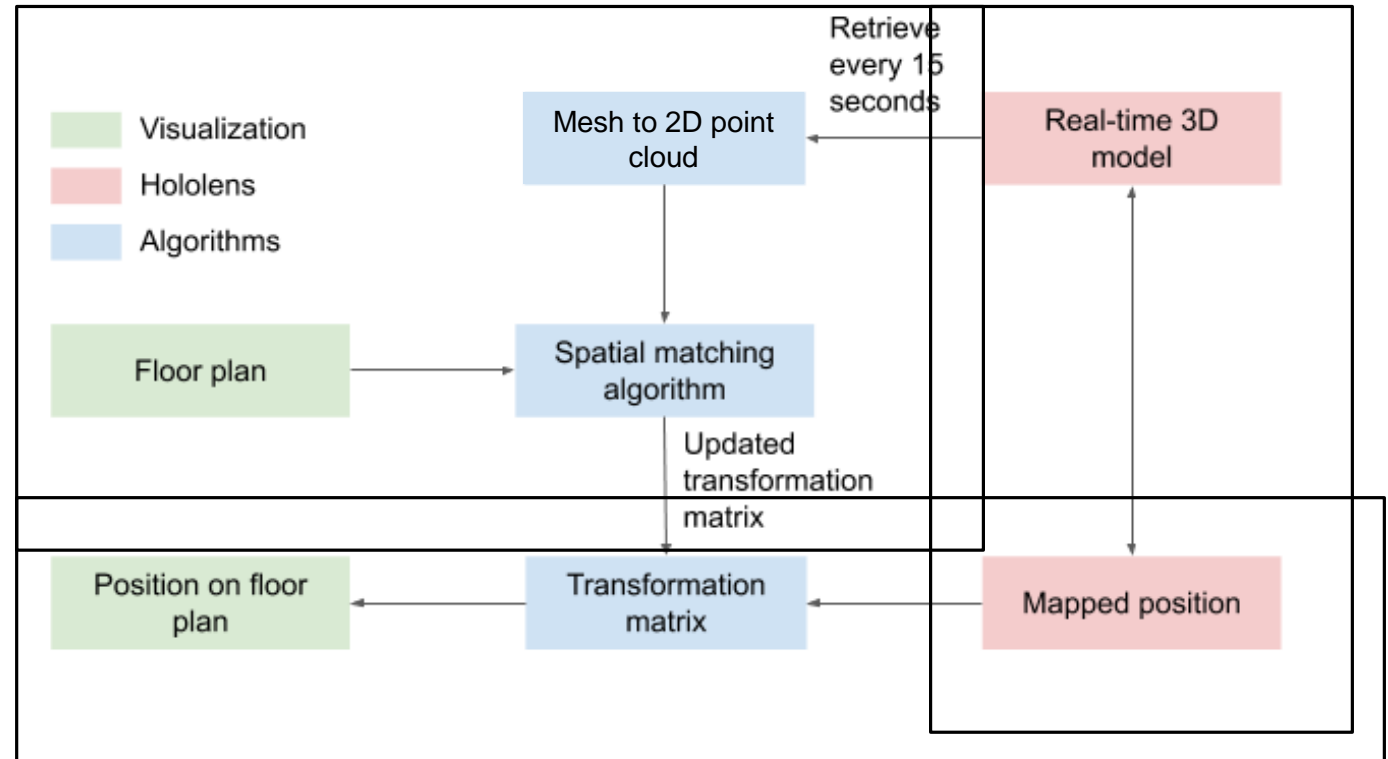 Retrieve
every 15
seconds
Visualization
Hololens
Algorithms
Mesh to 2D point
cloud
Real-time 3D
model
Floor plan
Spatial matching
algorithm
Updated
transformation
matrix
Position on floor
plan
Transformation
matrix
Mapped position